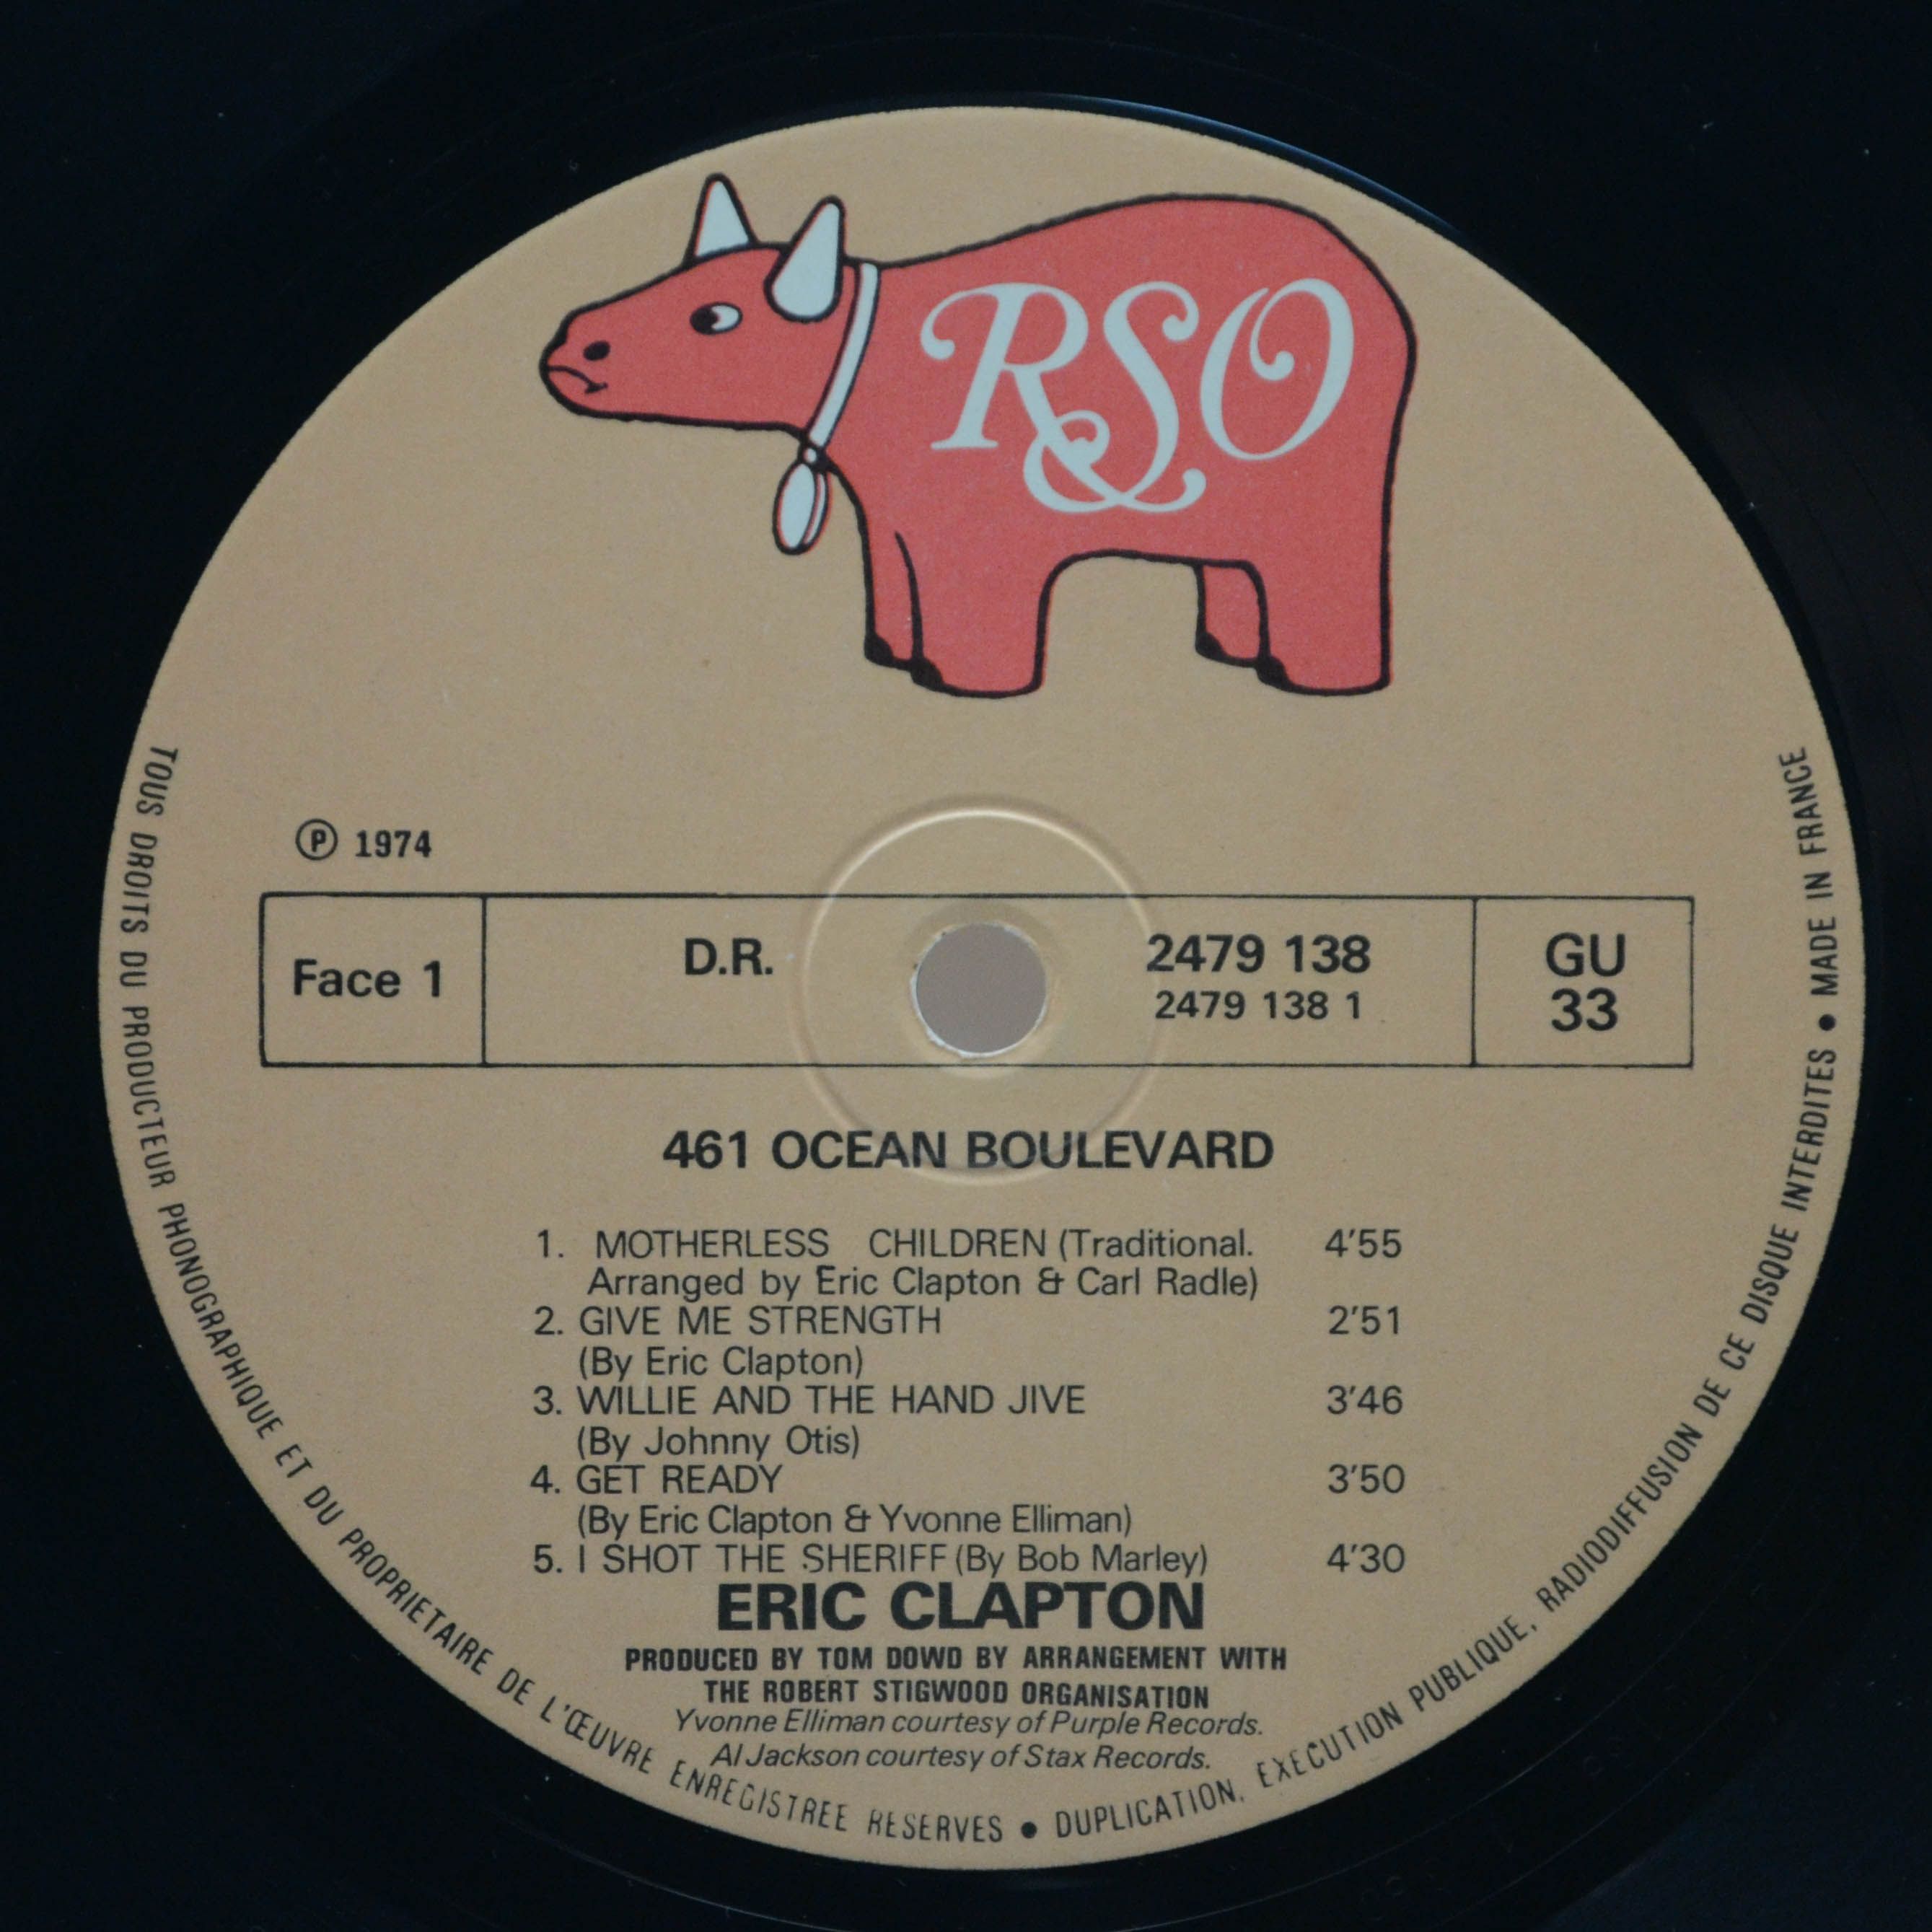 RSO
℗ 1974
Face 1
D.R.
2479 138
2479 138 1
GU
33
461 OCEAN BOULEVARD
1. MOTHERLESS CHILDREN (Traditional. 4'55
Arranged by Eric Clapton & Carl Radle)
2. GIVE ME STRENGTH 2'51
(By Eric Clapton)
3. WILLIE AND THE HAND JIVE 3'46
(By Johnny Otis)
4. GET READY 3'50
(By Eric Clapton & Yvonne Elliman)
5. I SHOT THE SHERIFF (By Bob Marley) 4'30
ERIC CLAPTON
PRODUCED BY TOM DOWD BY ARRANGEMENT WITH
THE ROBERT STIGWOOD ORGANISATION
Yvonne Elliman courtesy of Purple Records.
Al Jackson courtesy of Stax Records.
TOUS DROITS DU PRODUCTEUR PHONOGRAPHIQUE ET DU PROPRIETAIRE DE L'ŒUVRE ENREGISTREE RESERVES • DUPLICATION, EXECUTION PUBLIQUE, RADIODIFFUSION DE CE DISQUE INTERDITES • MADE IN FRANCE